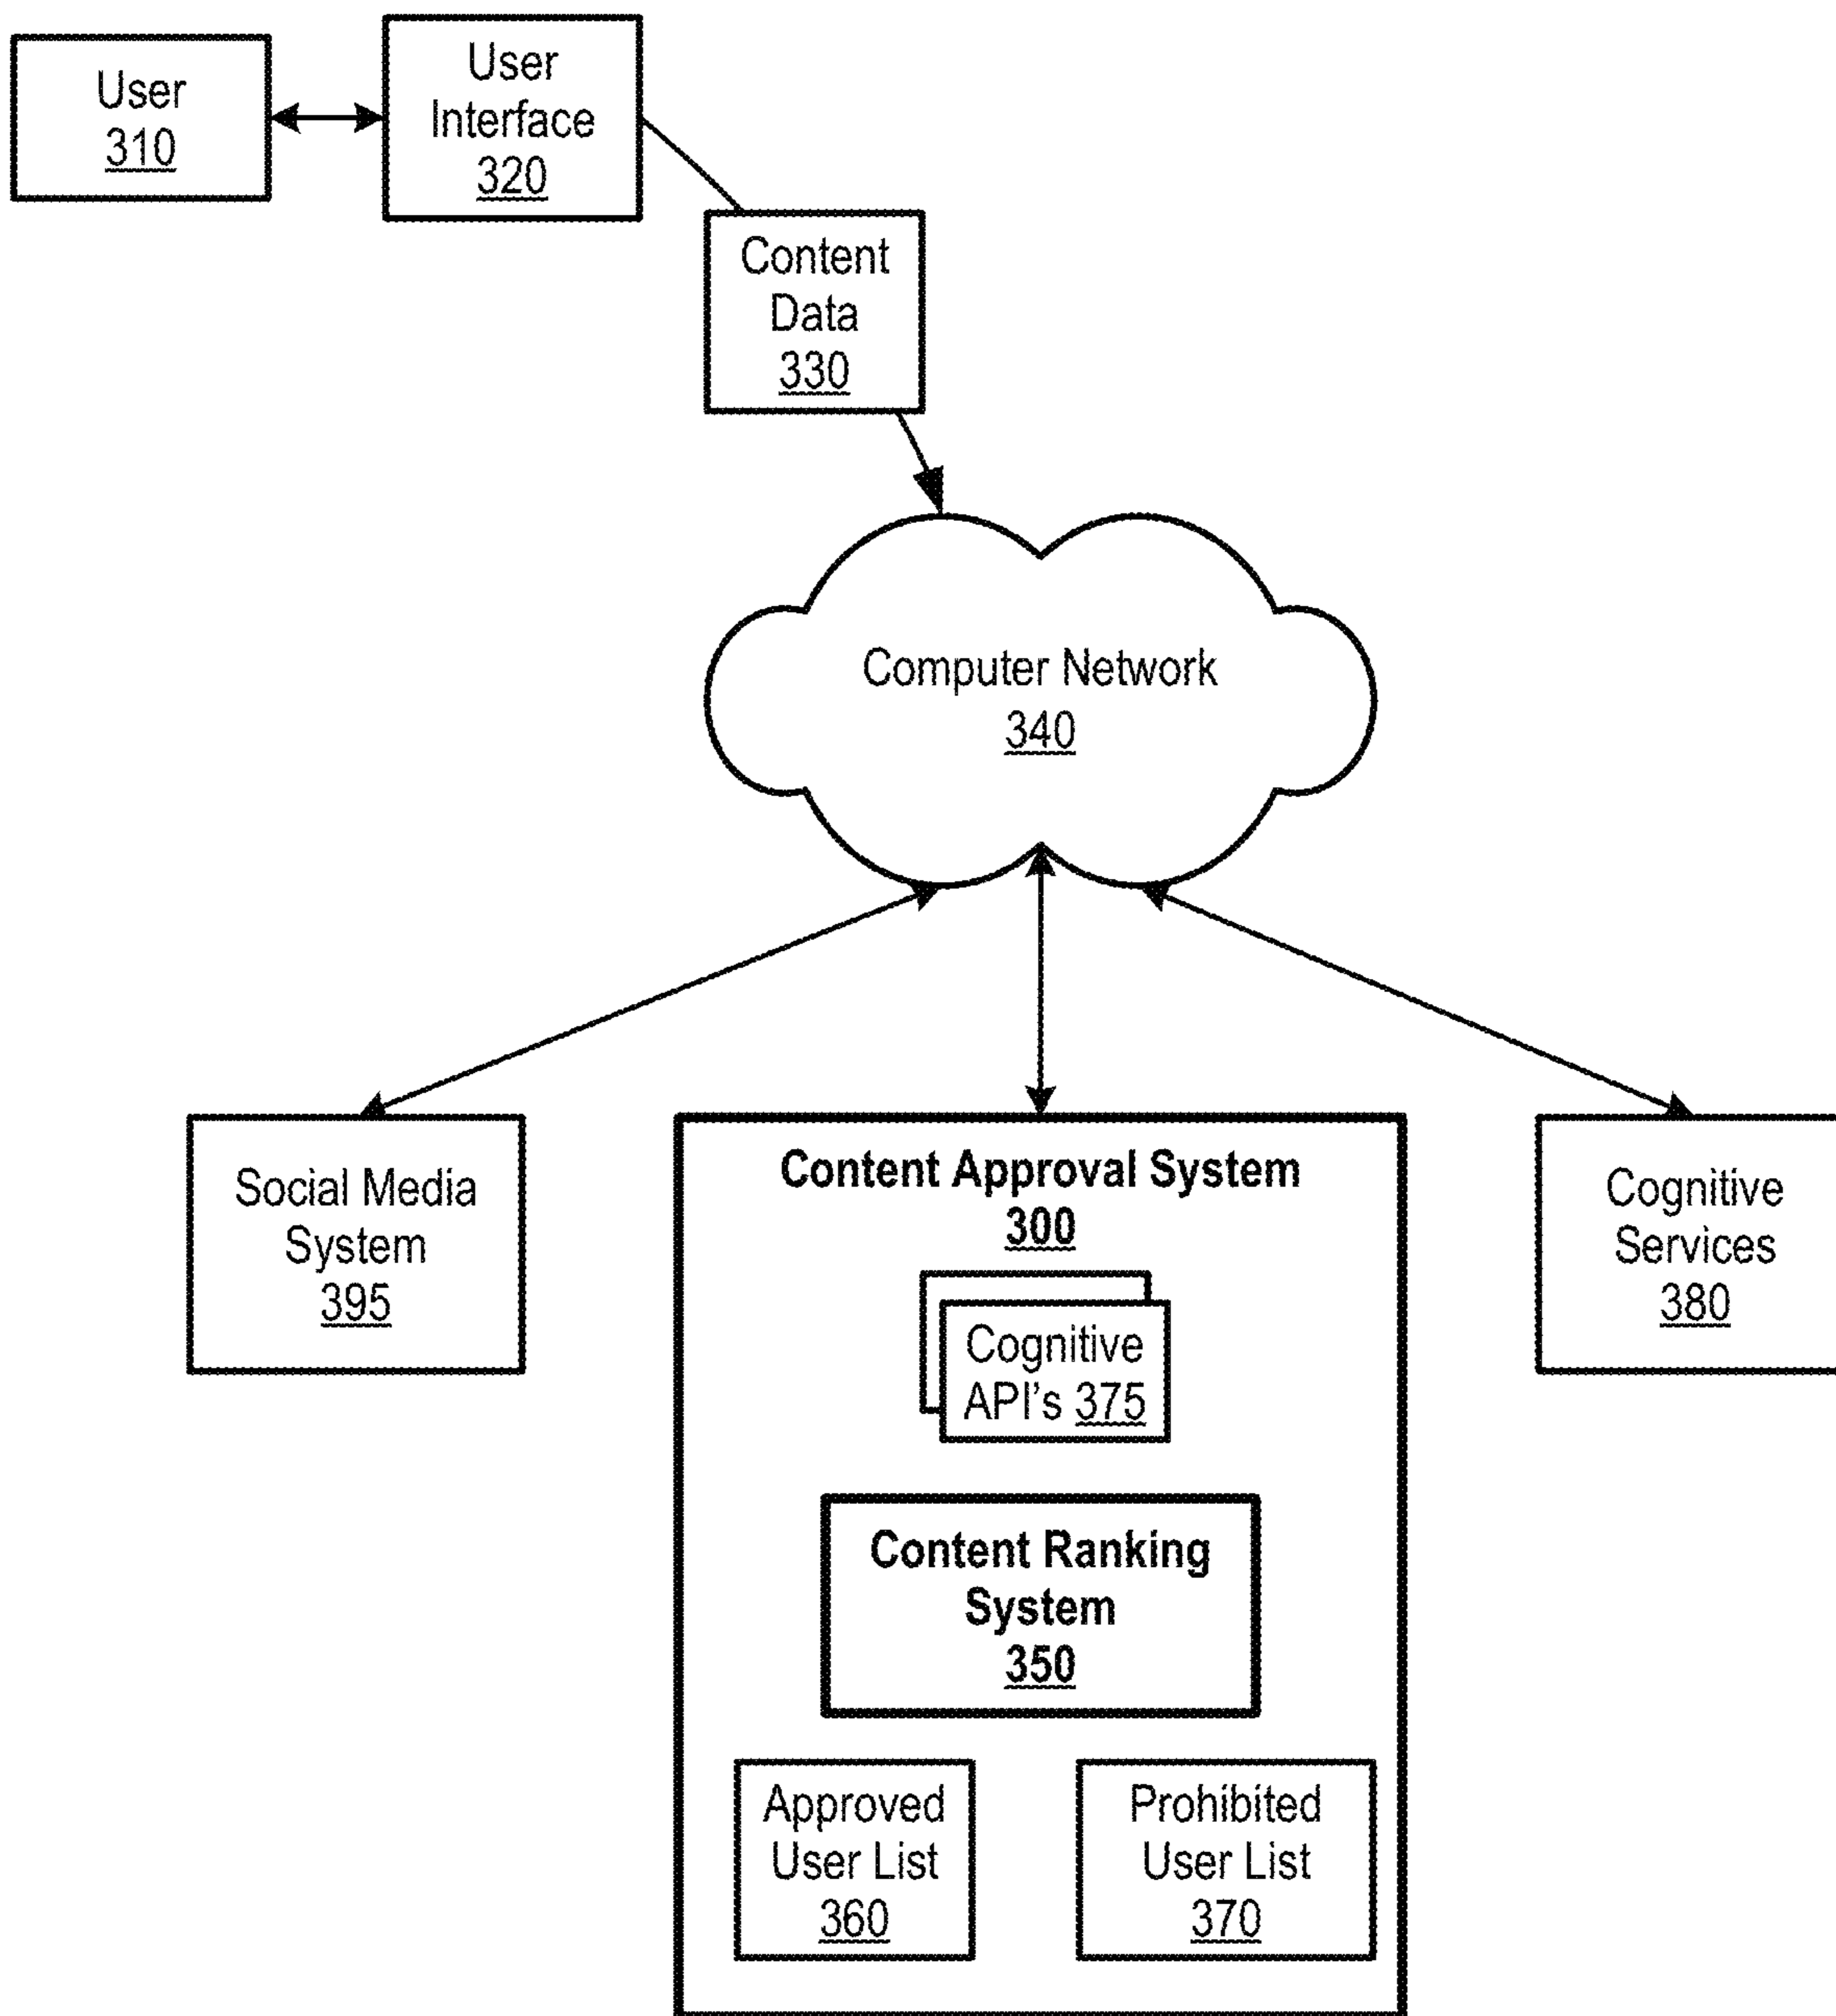 User
310
User
Interface
320
Content
Data
330
Computer Network
340
Social Media
System
395
Content Approval System
300
Cognitive
API's 375
Content Ranking
System
350
Approved
User List
360
Prohibited
User List
370
Cognitive
Services
380